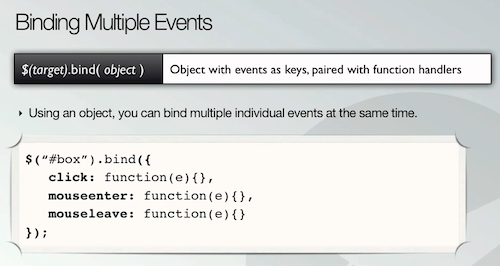 Binding Multiple Events
$(target).bind( object )
Object with events as keys, paired with function handlers
‣ Using an object, you can bind multiple individual events at the same time.
$(“#box”).bind({
click: function(e){},
mouseenter: function(e){},
mouseleave: function(e){}
});